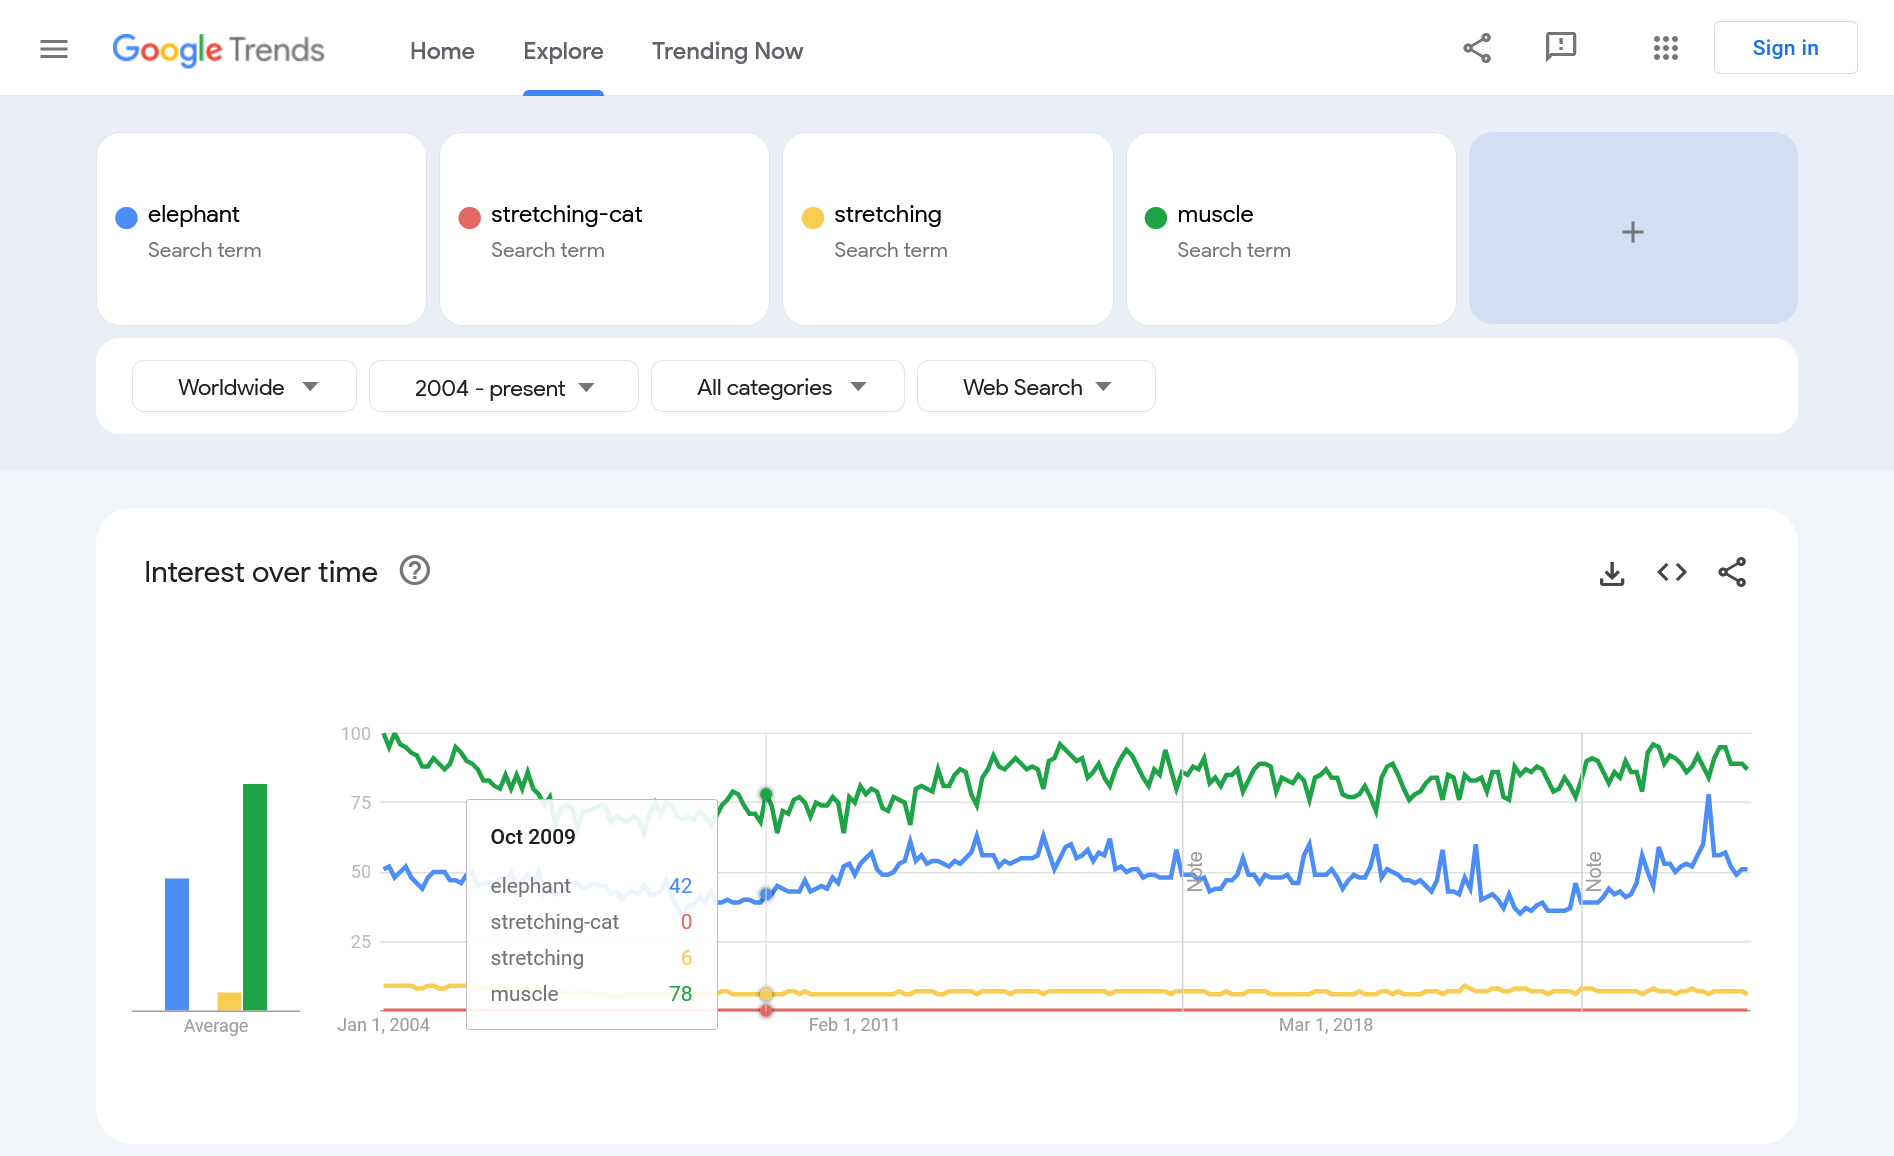 Google Trends
Home
Explore
Trending Now
Sign in
elephant
Search term
stretching-cat
Search term
stretching
Search term
muscle
Search term
+
Worldwide
2004 - present
All categories
Web Search
Interest over time
100
75
50
25
Average
Jan 1, 2004
Feb 1, 2011
Mar 1, 2018
Note
Note
Oct 2009
elephant 42
stretching-cat 0
stretching 6
muscle 78